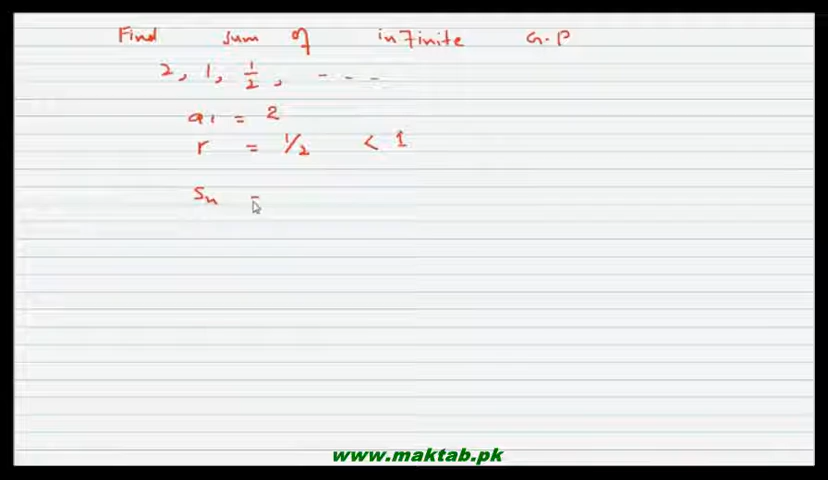 Find sum of infinite G.P
2, 1, 1/2, - - -
a1 = 2
r = 1/2 < 1
Sn =
www.maktab.pk